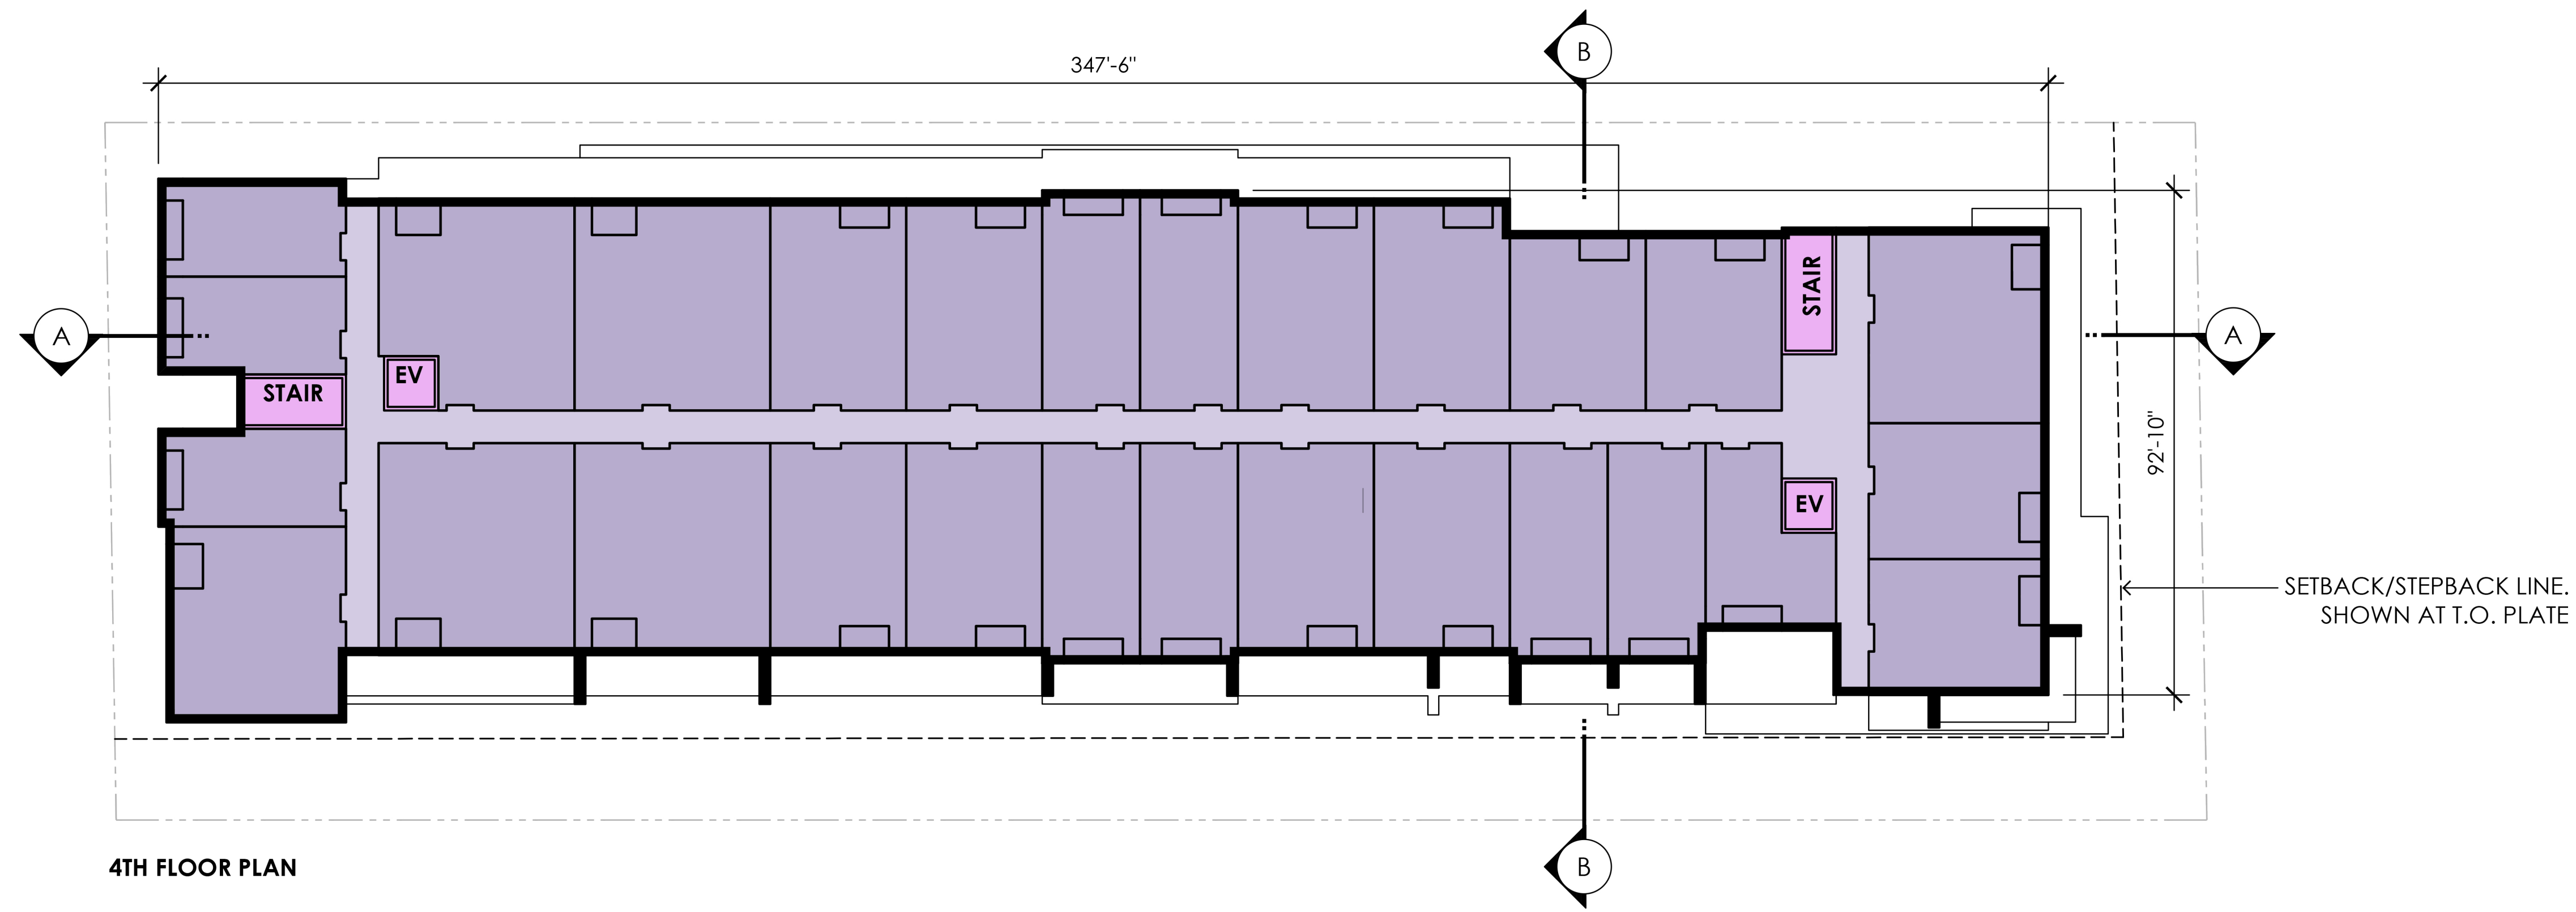 B
347'-6"
STAIR
A
A
EV
STAIR
92'-10"
EV
SETBACK/STEPBACK LINE.
SHOWN AT T.O. PLATE
B
4TH FLOOR PLAN